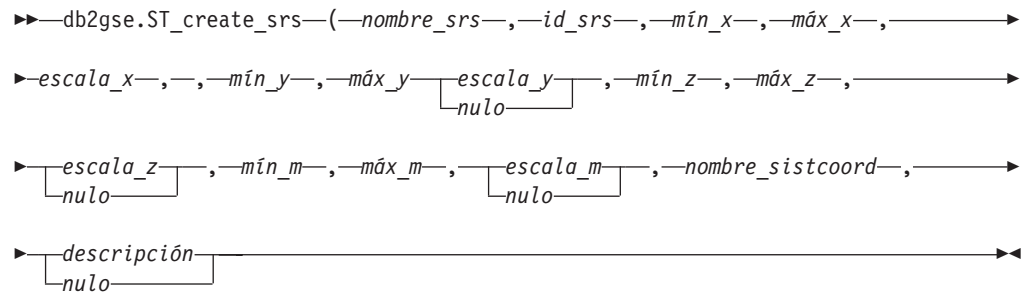 db2gse.ST_create_srs ( nombre_srs , id_srs , mín_x , máx_x ,
escala_x , , mín_y , máx_y escala_y , mín_z , máx_z ,
nulo
escala_z , mín_m , máx_m , escala_m , nombre_sistcoord ,
nulo nulo
descripción
nulo